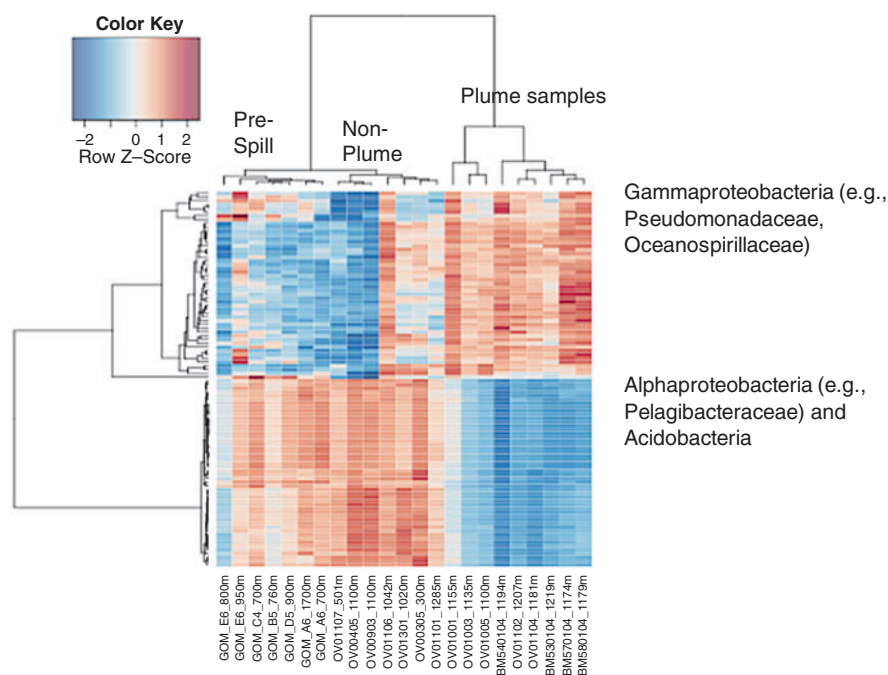 Color Key
−2 0 1 2
Row Z−Score
Pre-
Spill
Non-
Plume
Plume samples
Gammaproteobacteria (e.g.,
Pseudomonadaceae,
Oceanospirillaceae)
Alphaproteobacteria (e.g.,
Pelagibacteraceae) and
Acidobacteria
GOM_E6_800m
GOM_E6_950m
GOM_C4_700m
GOM_B5_760m
GOM_D5_900m
GOM_A6_1700m
GOM_A6_700m
OV01107_501m
OV00405_1100m
OV00903_1100m
OV01106_1042m
OV01301_1020m
OV00305_300m
OV01101_1285m
OV01001_1155m
OV01003_1135m
OV01005_1100m
BM540104_1194m
OV01102_1207m
OV01104_1181m
BM530104_1219m
BM570104_1174m
BM580104_1179m